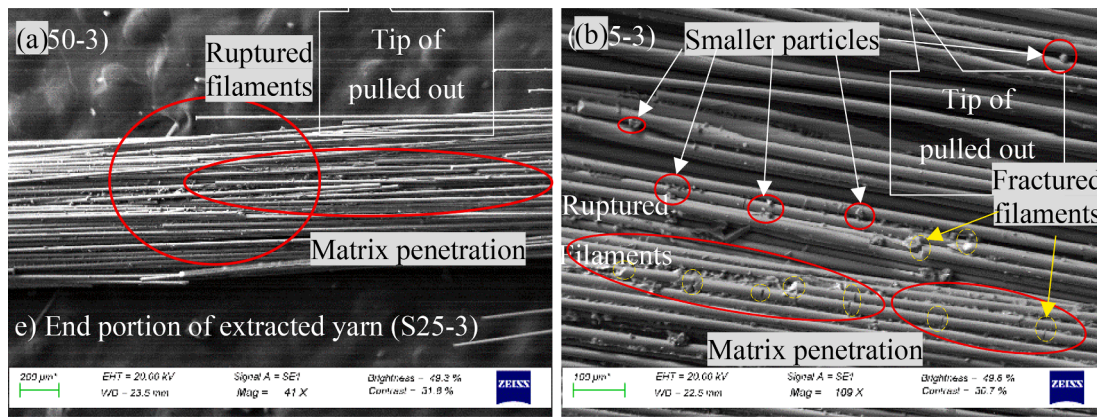 (a)50-3)
Ruptured
filaments
Tip of
pulled out
Matrix penetration
e) End portion of extracted yarn (S25-3)
200 µm*
EHT = 20.00 kV
WD = 23.5 mm
Signal A = SE1
Mag = 41 X
Brightness = 49.3 %
Contrast = 31.8 %
ZEISS
(b)5-3)
Smaller particles
Tip of
pulled out
Fractured
filaments
Ruptured
Filaments
Matrix penetration
100 µm*
EHT = 20.00 kV
WD = 22.5 mm
Signal A = SE1
Mag = 109 X
Brightness = 49.8 %
Contrast = 30.7 %
ZEISS